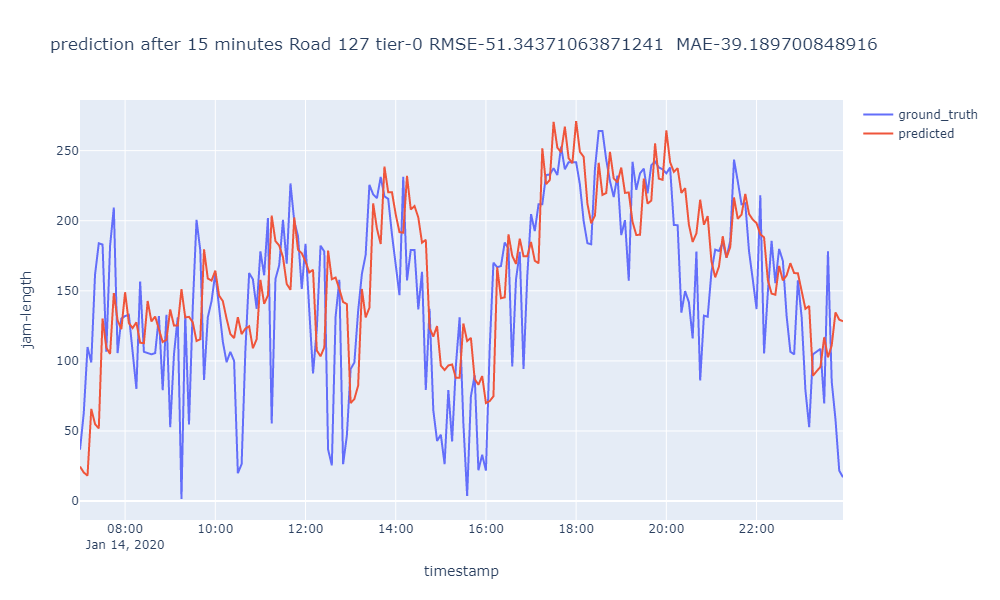 prediction after 15 minutes Road 127 tier-0 RMSE-51.34371063871241  MAE-39.189700848916
ground_truth
predicted
250
200
150
100
50
0
jam-length
08:00 10:00 12:00 14:00 16:00 18:00 20:00 22:00
Jan 14, 2020
timestamp